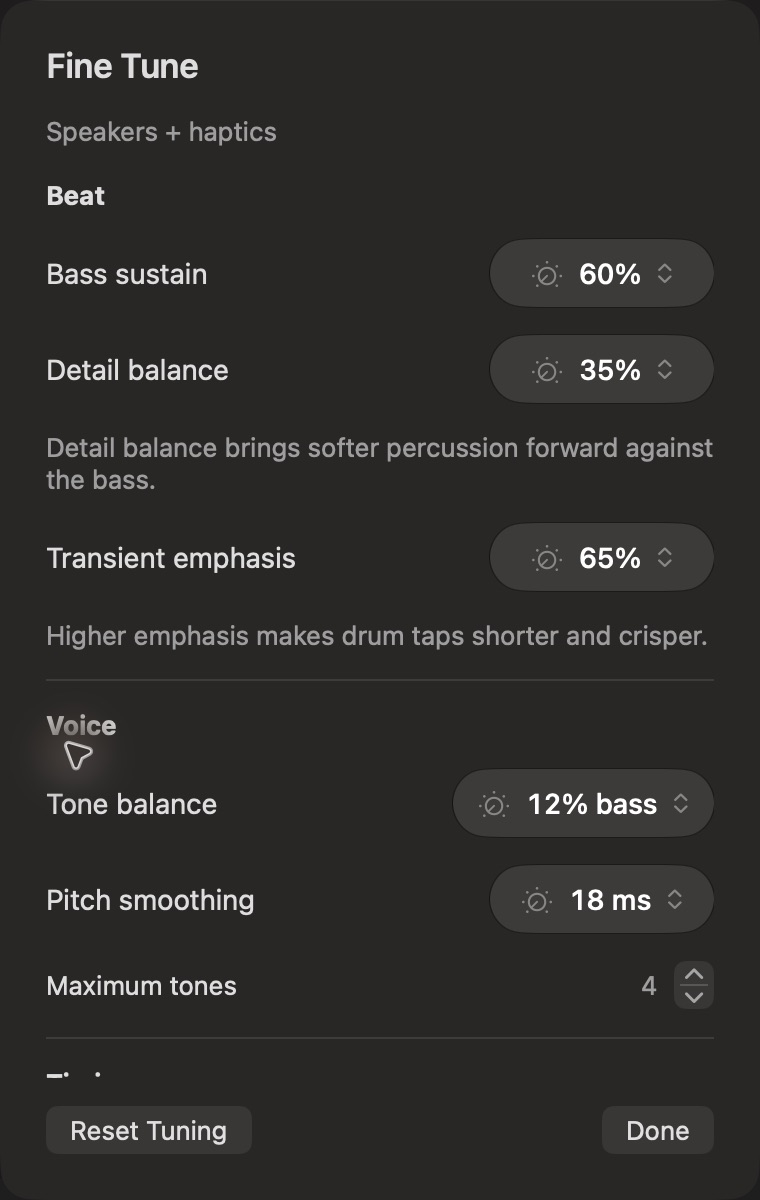 Fine Tune
Speakers + haptics
Beat
Bass sustain 60%
Detail balance 35%
Detail balance brings softer percussion forward against
the bass.
Transient emphasis 65%
Higher emphasis makes drum taps shorter and crisper.
Voice
Tone balance 12% bass
Pitch smoothing 18 ms
Maximum tones 4
Reset Tuning Done